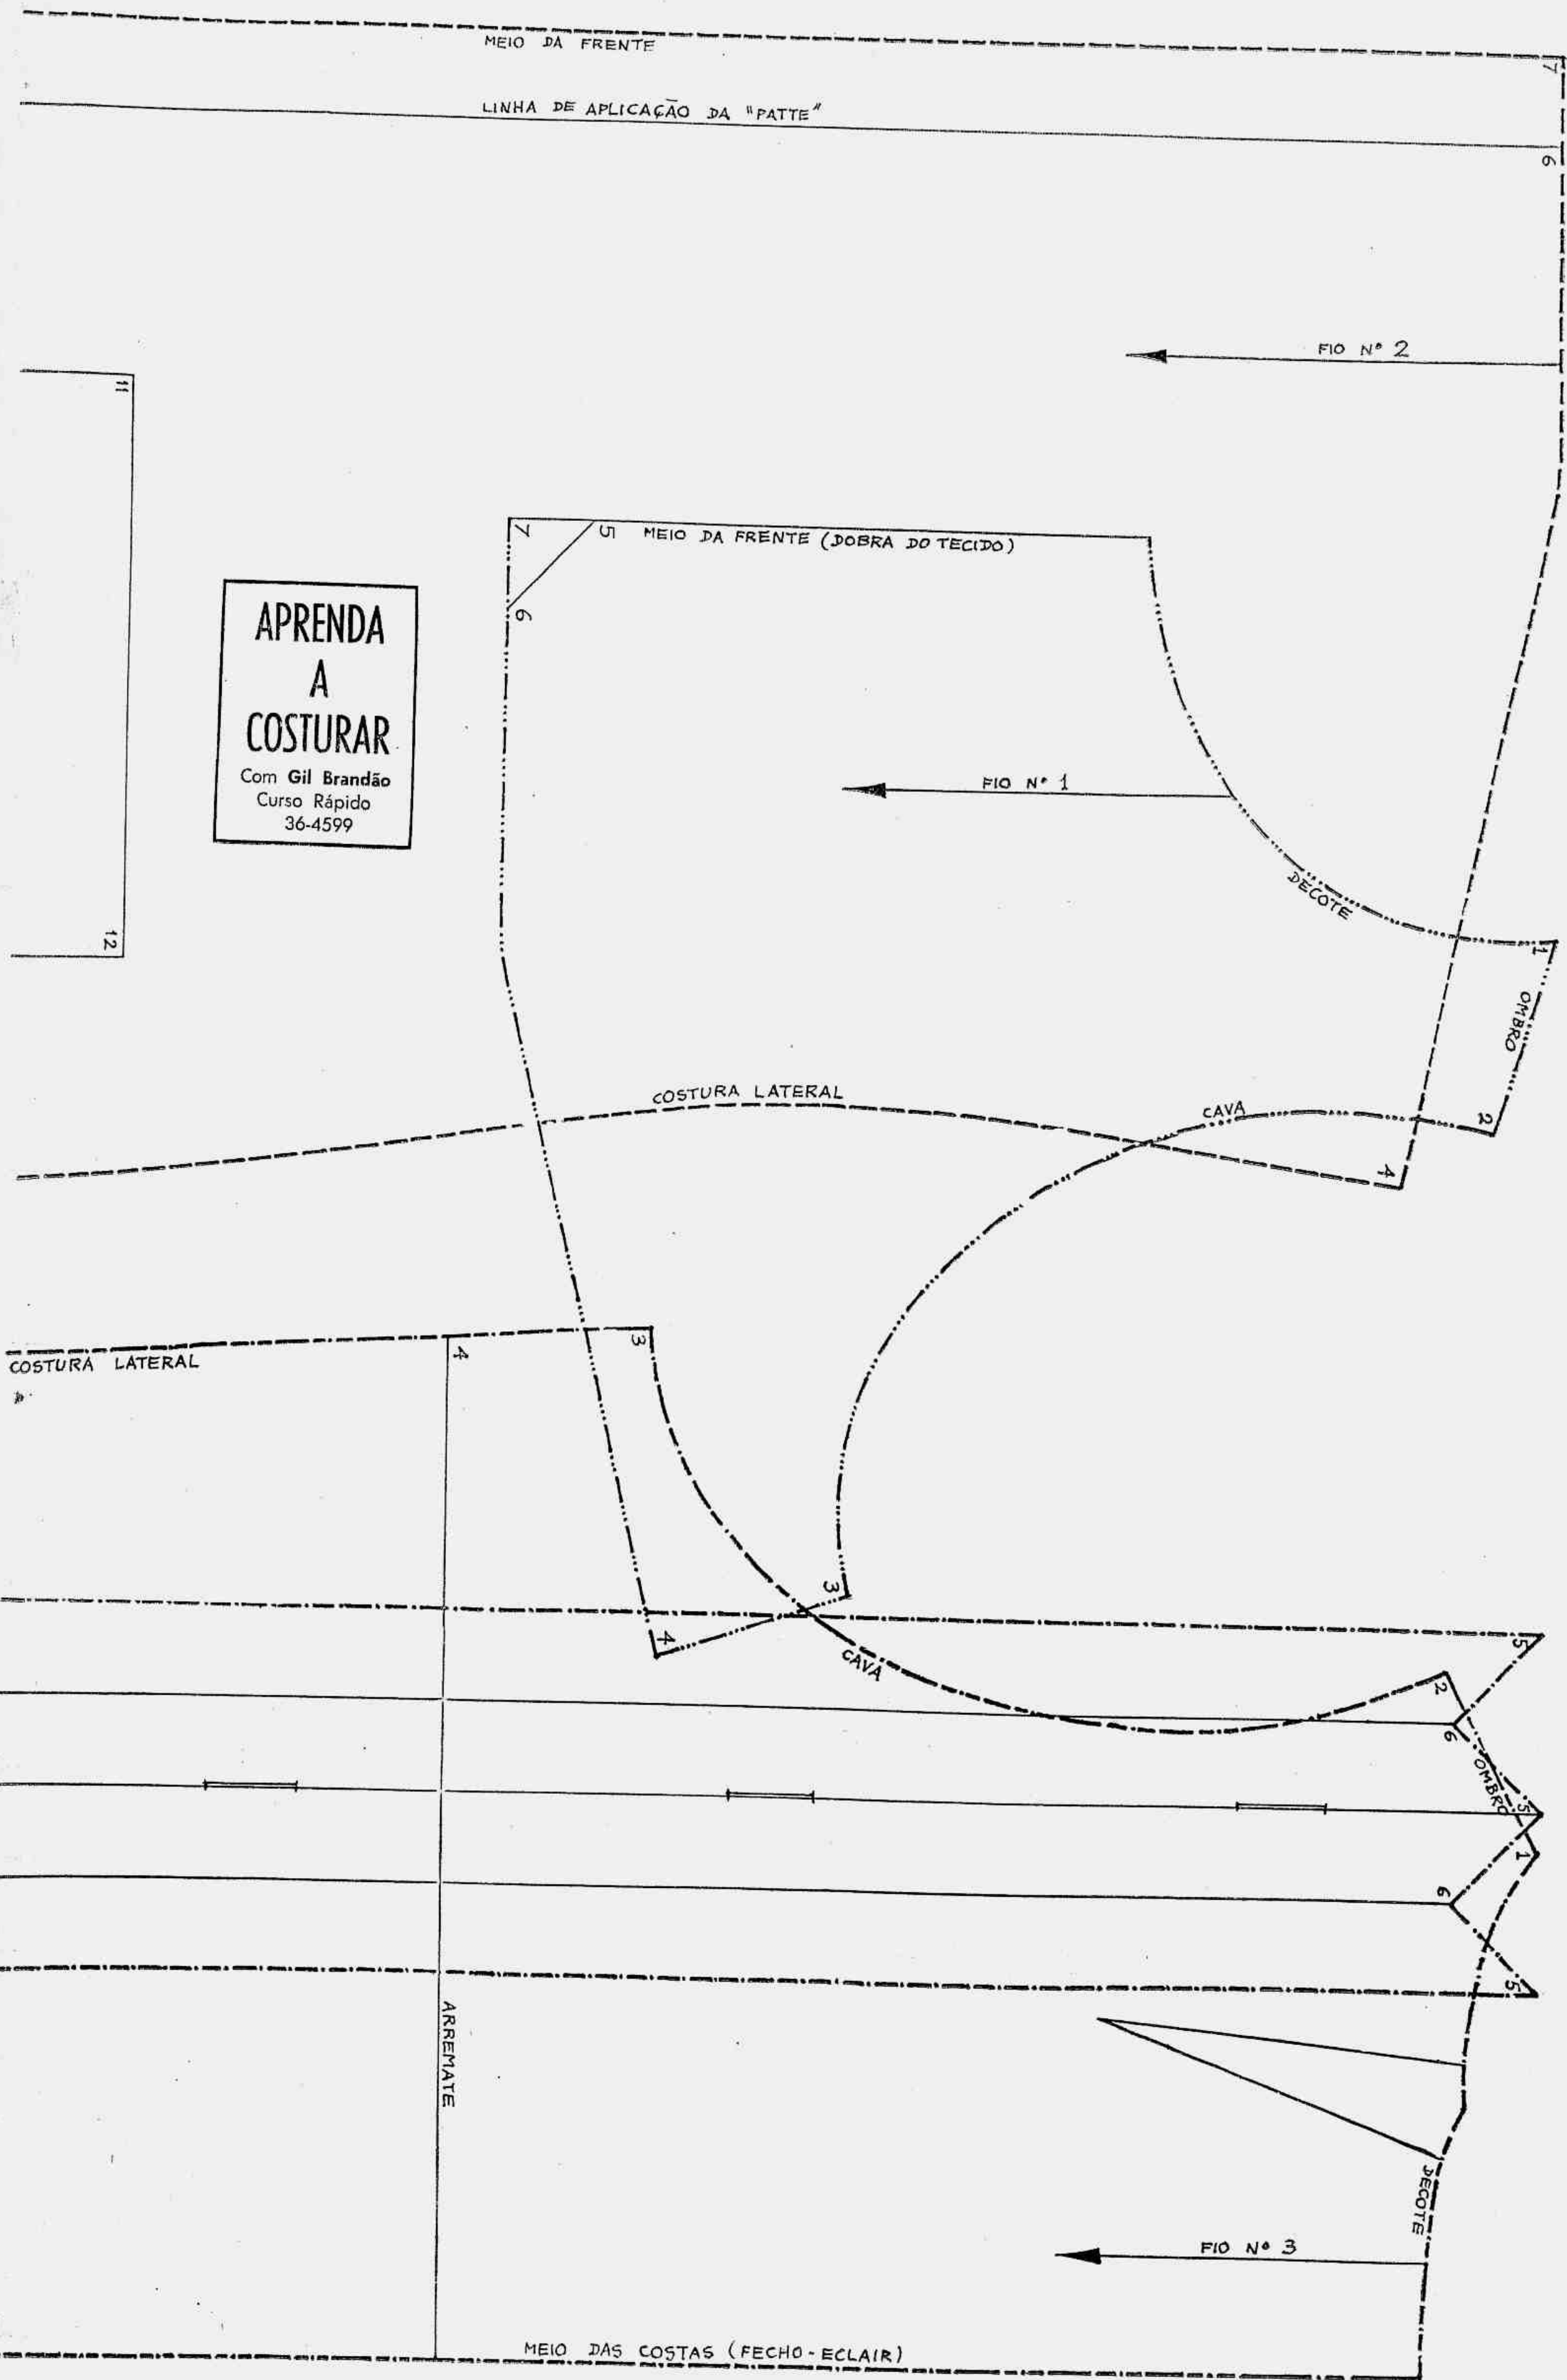 MEIO DA FRENTE
7
LINHA DE APLICAÇÃO DA "PATTE"
6
FIO Nº 2
11
7
5
MEIO DA FRENTE (DOBRA DO TECIDO)
6
APRENDA
A
COSTURAR
Com Gil Brandão
Curso Rápido
36-4599
FIO Nº 1
DECOTE
12
1
OMBRO
COSTURA LATERAL
CAVA
2
4
3
COSTURA LATERAL
4
3
4
5
CAVA
2
6
OMBRO
5
1
6
5
ARREMATE
DECOTE
FIO Nº 3
MEIO DAS COSTAS (FECHO-ECLAIR)